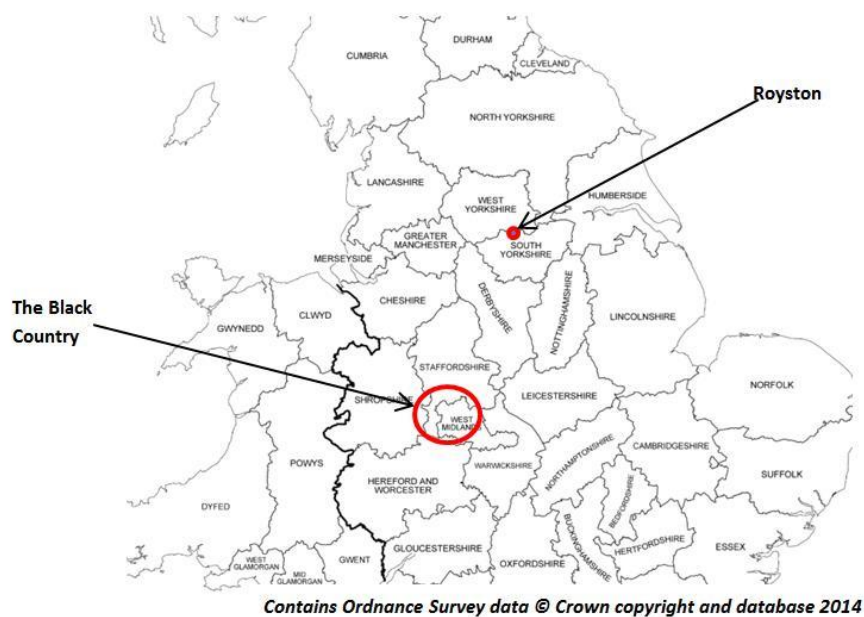 DURHAM
CUMBRIA
CLEVELAND
Royston
NORTH YORKSHIRE
LANCASHIRE
WEST
YORKSHIRE
HUMBERSIDE
GREATER
MANCHESTER
SOUTH
YORKSHIRE
MERSEYSIDE
The Black
Country
CHESHIRE
DERBYSHIRE
NOTTINGHAMSHIRE
LINCOLNSHIRE
CLWYD
GWYNEDD
STAFFORDSHIRE
NORFOLK
LEICESTERSHIRE
SHROPSHIRE
WEST
MIDLANDS
POWYS
HEREFORD AND
WORCESTER
WARWICKSHIRE
NORTHAMPTONSHIRE
CAMBRIDGESHIRE
SUFFOLK
DYFED
BEDFORDSHIRE
WEST
GLAMORGAN
MID
GLAMORGAN
GWENT
GLOUCESTERSHIRE
OXFORDSHIRE
BUCKINGHAMSHIRE
HERTFORDSHIRE
ESSEX
Contains Ordnance Survey data © Crown copyright and database 2014